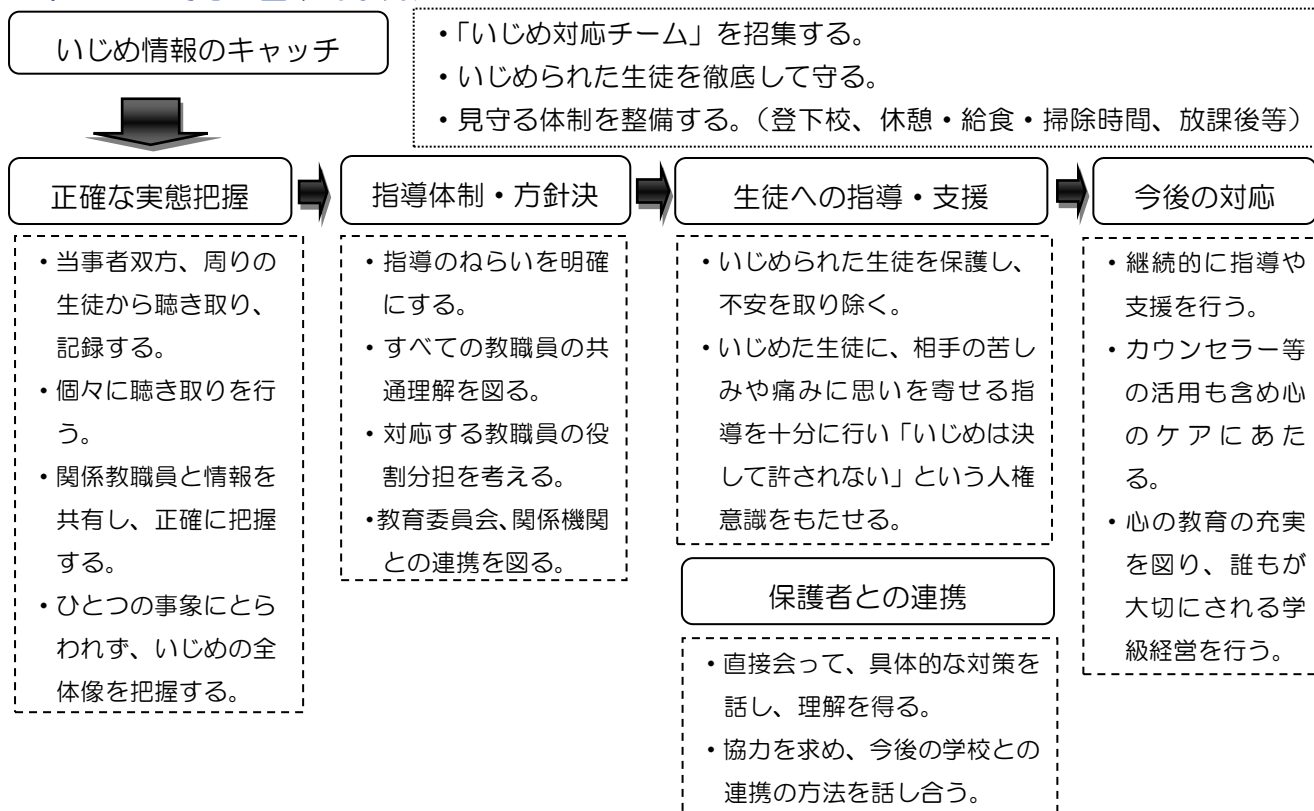 いじめ情報のキャッチ
・「いじめ対応チーム」を招集する。
・いじめられた生徒を徹底して守る。
・見守る体制を整備する。（登下校、休憩・給食・掃除時間、放課後等）
正確な実態把握
・当事者双方、周りの
生徒から聴き取り、
記録する。
・個々に聴き取りを行
う。
・関係教職員と情報を
共有し、正確に把握
する。
・ひとつの事象にとら
われず、いじめの全
体像を把握する。
指導体制・方針決
・指導のねらいを明確
にする。
・すべての教職員の共
通理解を図る。
・対応する教職員の役
割分担を考える。
・教育委員会、関係機関
との連携を図る。
生徒への指導・支援
・いじめられた生徒を保護し、
不安を取り除く。
・いじめた生徒に、相手の苦し
みや痛みに思いを寄せる指
導を十分に行い「いじめは決
して許されない」という人権
意識をもたせる。
保護者との連携
・直接会って、具体的な対策を
話し、理解を得る。
・協力を求め、今後の学校との
連携の方法を話し合う。
今後の対応
・継続的に指導や
支援を行う。
・カウンセラー等
の活用も含め心
のケアにあた
る。
・心の教育の充実
を図り、誰もが
大切にされる学
級経営を行う。